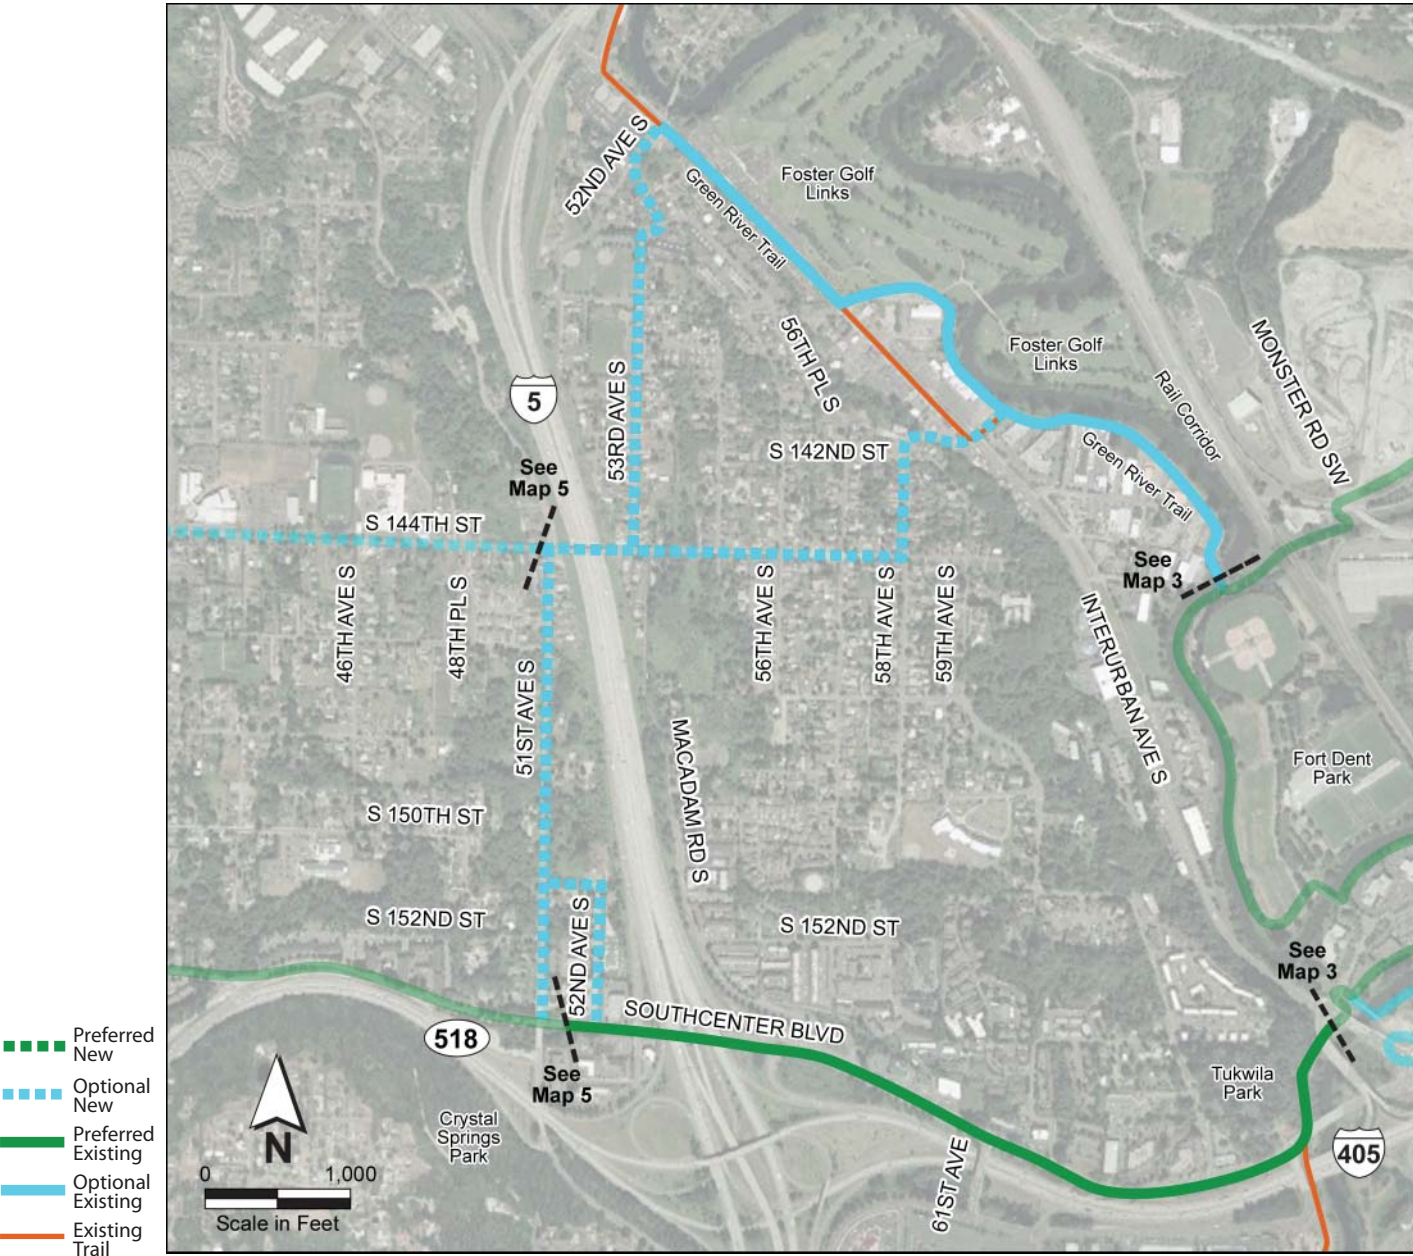 52ND AVE S
Green River Trail
Foster Golf
Links
56TH PL S
Foster Golf
Links
MONSTER RD SW
Rail Corridor
5
53RD AVE S
S 142ND ST
Green River Trail
See
Map 5
S 144TH ST
See
Map 3
46TH AVE S
48TH PL S
56TH AVE S
58TH AVE S
59TH AVE S
INTERURBAN AVE S
51ST AVE S
MACADAM RD S
Fort Dent
Park
S 150TH ST
S 152ND ST
52ND AVE S
S 152ND ST
See
Map 3
SOUTHCENTER BLVD
518
See
Map 5
Tukwila
Park
Crystal
Springs
Park
61ST AVE
405
Preferred
New
Optional
New
Preferred
Existing
Optional
Existing
Existing
Trail
N
0 1,000
Scale in Feet